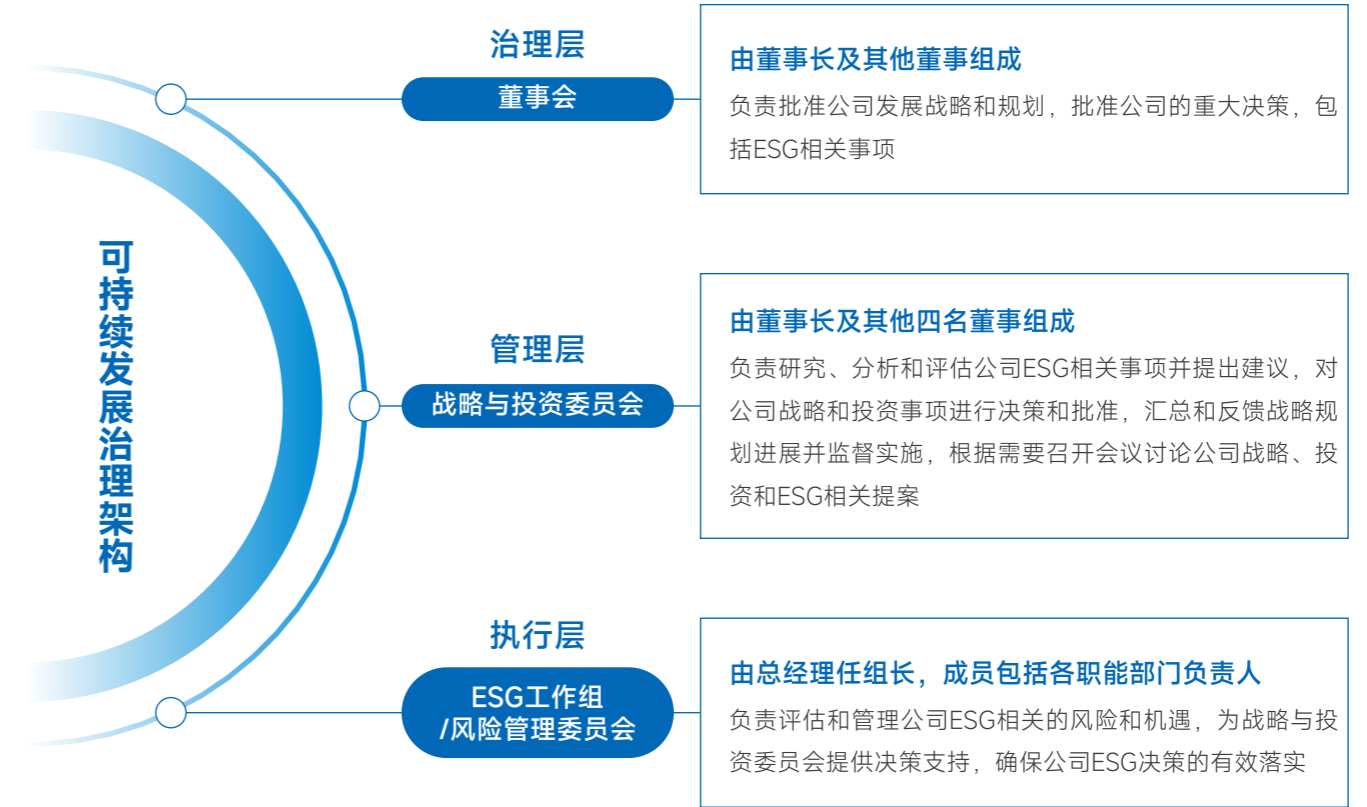 可持续发展治理架构
治理层
董事会
由董事长及其他董事组成
负责批准公司发展战略和规划，批准公司的重大决策，包
括ESG相关事项
管理层
战略与投资委员会
由董事长及其他四名董事组成
负责研究、分析和评估公司ESG相关事项并提出建议，对
公司战略和投资事项进行决策和批准，汇总和反馈战略规
划进展并监督实施，根据需要召开会议讨论公司战略、投
资和ESG相关提案
执行层
ESG工作组
/风险管理委员会
由总经理任组长，成员包括各职能部门负责人
负责评估和管理公司ESG相关的风险和机遇，为战略与投
资委员会提供决策支持，确保公司ESG决策的有效落实